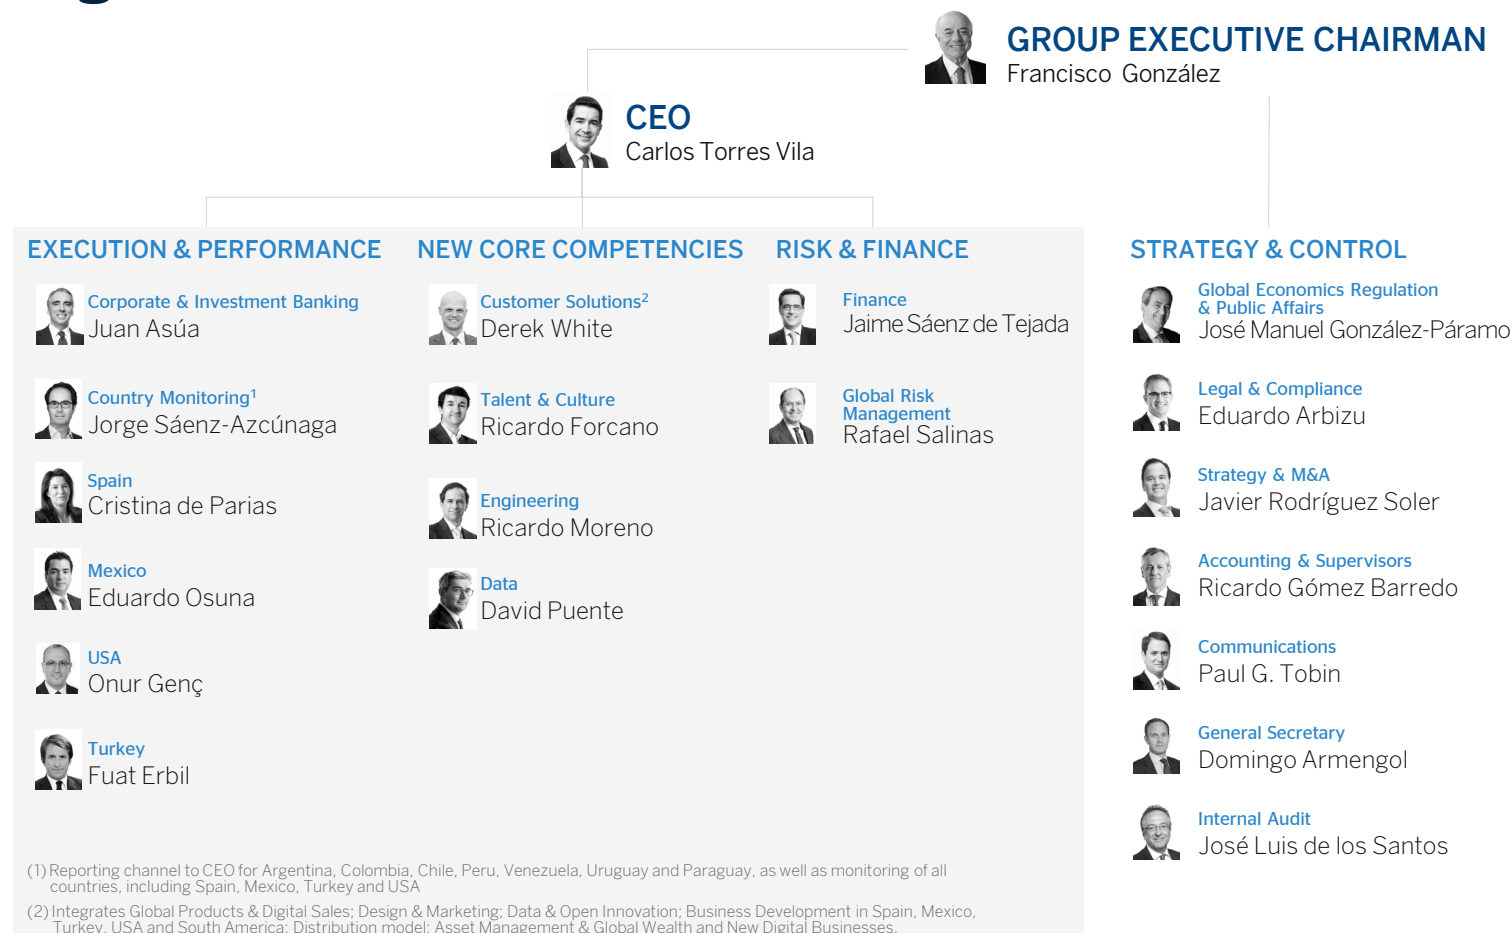 GROUP EXECUTIVE CHAIRMAN
Francisco González
CEO
Carlos Torres Vila
EXECUTION & PERFORMANCE
Corporate & Investment Banking
Juan Asúa
Country Monitoring¹
Jorge Sáenz-Azcúnaga
Spain
Cristina de Parias
Mexico
Eduardo Osuna
USA
Onur Genç
Turkey
Fuat Erbil
NEW CORE COMPETENCIES
Customer Solutions²
Derek White
Talent & Culture
Ricardo Forcano
Engineering
Ricardo Moreno
Data
David Puente
RISK & FINANCE
Finance
Jaime Sáenz de Tejada
Global Risk
Management
Rafael Salinas
STRATEGY & CONTROL
Global Economics Regulation
& Public Affairs
José Manuel González-Páramo
Legal & Compliance
Eduardo Arbizu
Strategy & M&A
Javier Rodríguez Soler
Accounting & Supervisors
Ricardo Gómez Barredo
Communications
Paul G. Tobin
General Secretary
Domingo Armengol
Internal Audit
José Luis de los Santos
(1) Reporting channel to CEO for Argentina, Colombia, Chile, Peru, Venezuela, Uruguay and Paraguay, as well as monitoring of all
countries, including Spain, Mexico, Turkey and USA
(2) Integrates Global Products & Digital Sales; Design & Marketing; Data & Open Innovation; Business Development in Spain, Mexico,
Turkey, USA and South America; Distribution model; Asset Management & Global Wealth and New Digital Businesses.